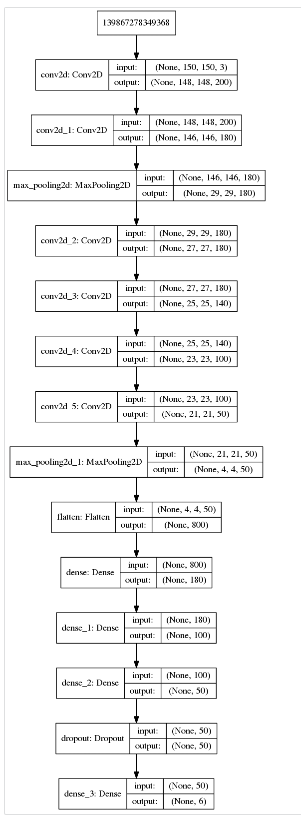 139867278349368
conv2d: Conv2D
input: (None, 150, 150, 3)
output: (None, 148, 148, 200)
conv2d_1: Conv2D
input: (None, 148, 148, 200)
output: (None, 146, 146, 180)
max_pooling2d: MaxPooling2D
input: (None, 146, 146, 180)
output: (None, 29, 29, 180)
conv2d_2: Conv2D
input: (None, 29, 29, 180)
output: (None, 27, 27, 180)
conv2d_3: Conv2D
input: (None, 27, 27, 180)
output: (None, 25, 25, 140)
conv2d_4: Conv2D
input: (None, 25, 25, 140)
output: (None, 23, 23, 100)
conv2d_5: Conv2D
input: (None, 23, 23, 100)
output: (None, 21, 21, 50)
max_pooling2d_1: MaxPooling2D
input: (None, 21, 21, 50)
output: (None, 4, 4, 50)
flatten: Flatten
input: (None, 4, 4, 50)
output: (None, 800)
dense: Dense
input: (None, 800)
output: (None, 180)
dense_1: Dense
input: (None, 180)
output: (None, 100)
dense_2: Dense
input: (None, 100)
output: (None, 50)
dropout: Dropout
input: (None, 50)
output: (None, 50)
dense_3: Dense
input: (None, 50)
output: (None, 6)